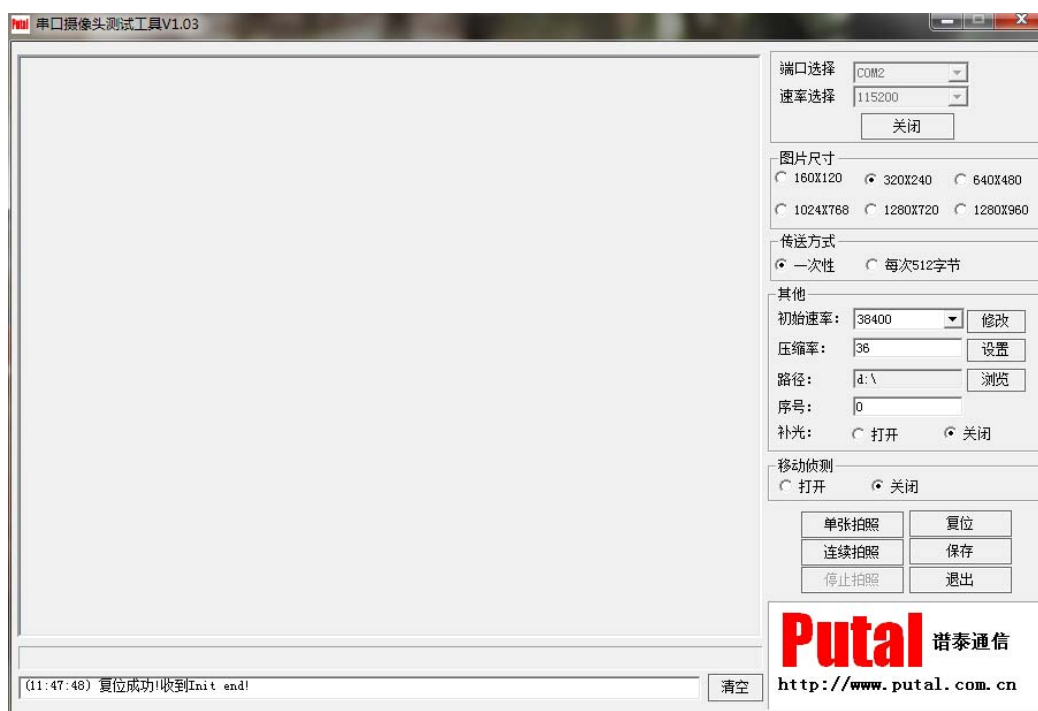 Putal 串口摄像头测试工具V1.03
端口选择 COM2
速率选择 115200
关闭
图片尺寸
160X120 320X240 640X480
1024X768 1280X720 1280X960
传送方式
一次性 每次512字节
其他
初始速率: 38400 修改
压缩率: 36 设置
路径: d:\ 浏览
序号: 0
补光: 打开 关闭
移动侦测
打开 关闭
单张拍照 复位
连续拍照 保存
停止拍照 退出
Putal 谱泰通信
http://www.putal.com.cn
(11:47:48) 复位成功!收到Init end! 清空